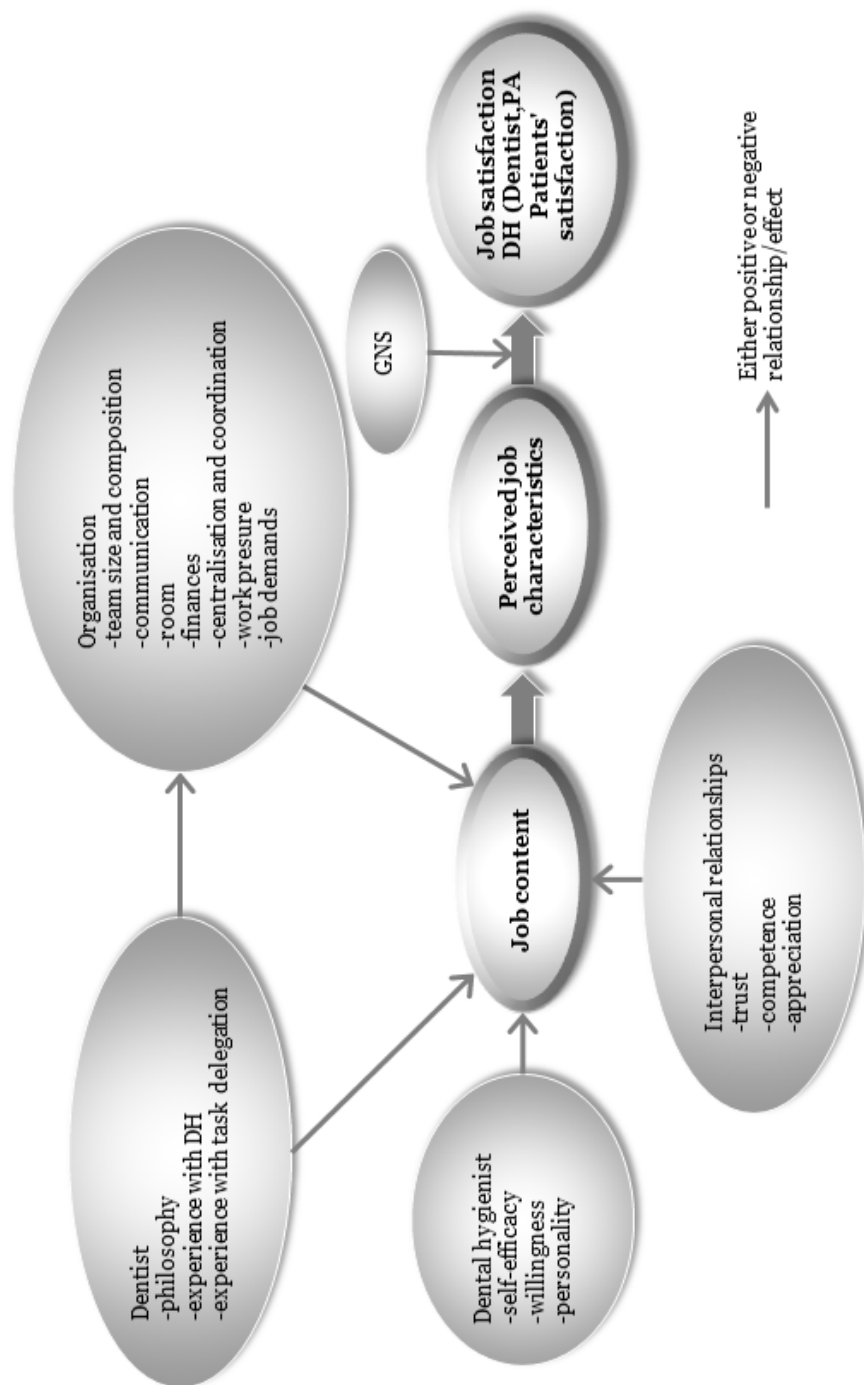 Dentist
-philosophy
-experience with DH
-experience with task delegation
Organisation
-team size and composition
-communication
-room
-finances
-centralisation and coordination
-workpresure
-job demands
GNS
Dental hygienist
-self-efficacy
-willingness
-personality
Job content
Perceived job
characteristics
Job satisfaction
DH (Dentist,PA
Patients'
satisfaction)
Interpersonal relationships
-trust
-competence
-appreciation
Either positive or negative
relationship/effect